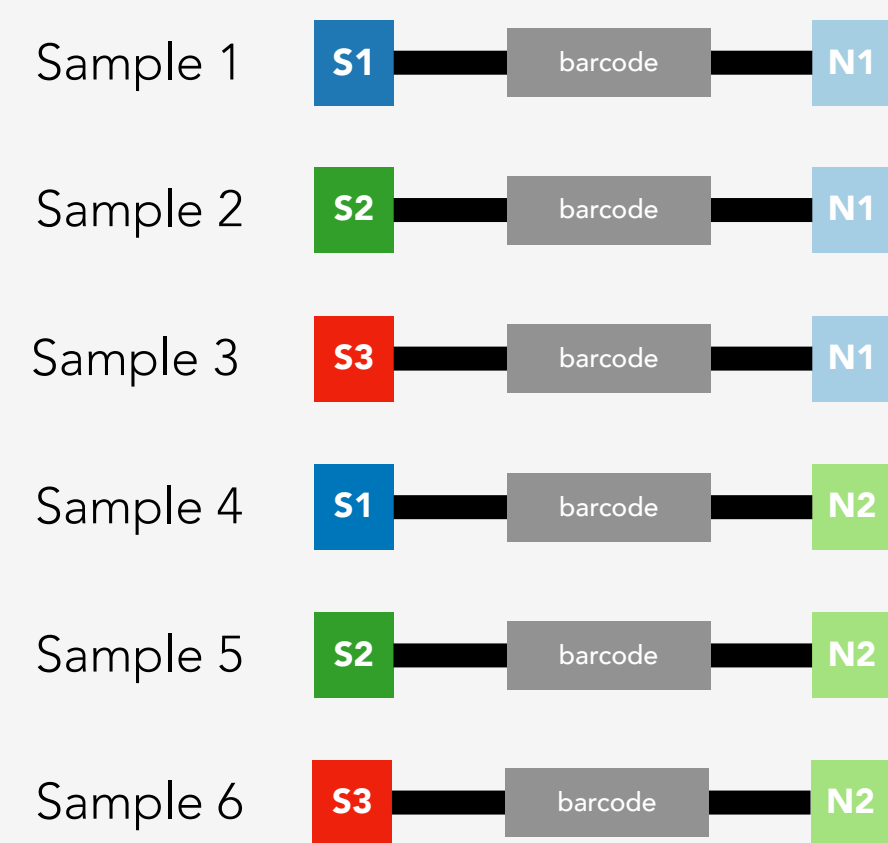 Sample 1 S1 barcode N1
Sample 2 S2 barcode N1
Sample 3 S3 barcode N1
Sample 4 S1 barcode N2
Sample 5 S2 barcode N2
Sample 6 S3 barcode N2